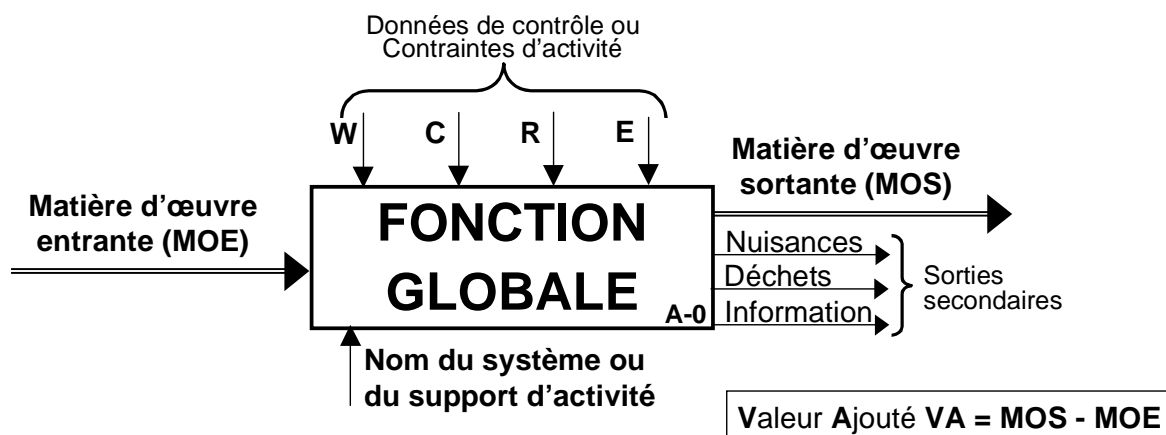 Données de contrôle ou
Contraintes d'activité
W C R E
Matière d'œuvre
sortante (MOS)
Matière d'œuvre
entrante (MOE)
FONCTION
GLOBALE
A-0
Nuisances
Déchets
Information
Sorties
secondaires
Nom du système ou
du support d'activité
Valeur Ajouté VA = MOS - MOE